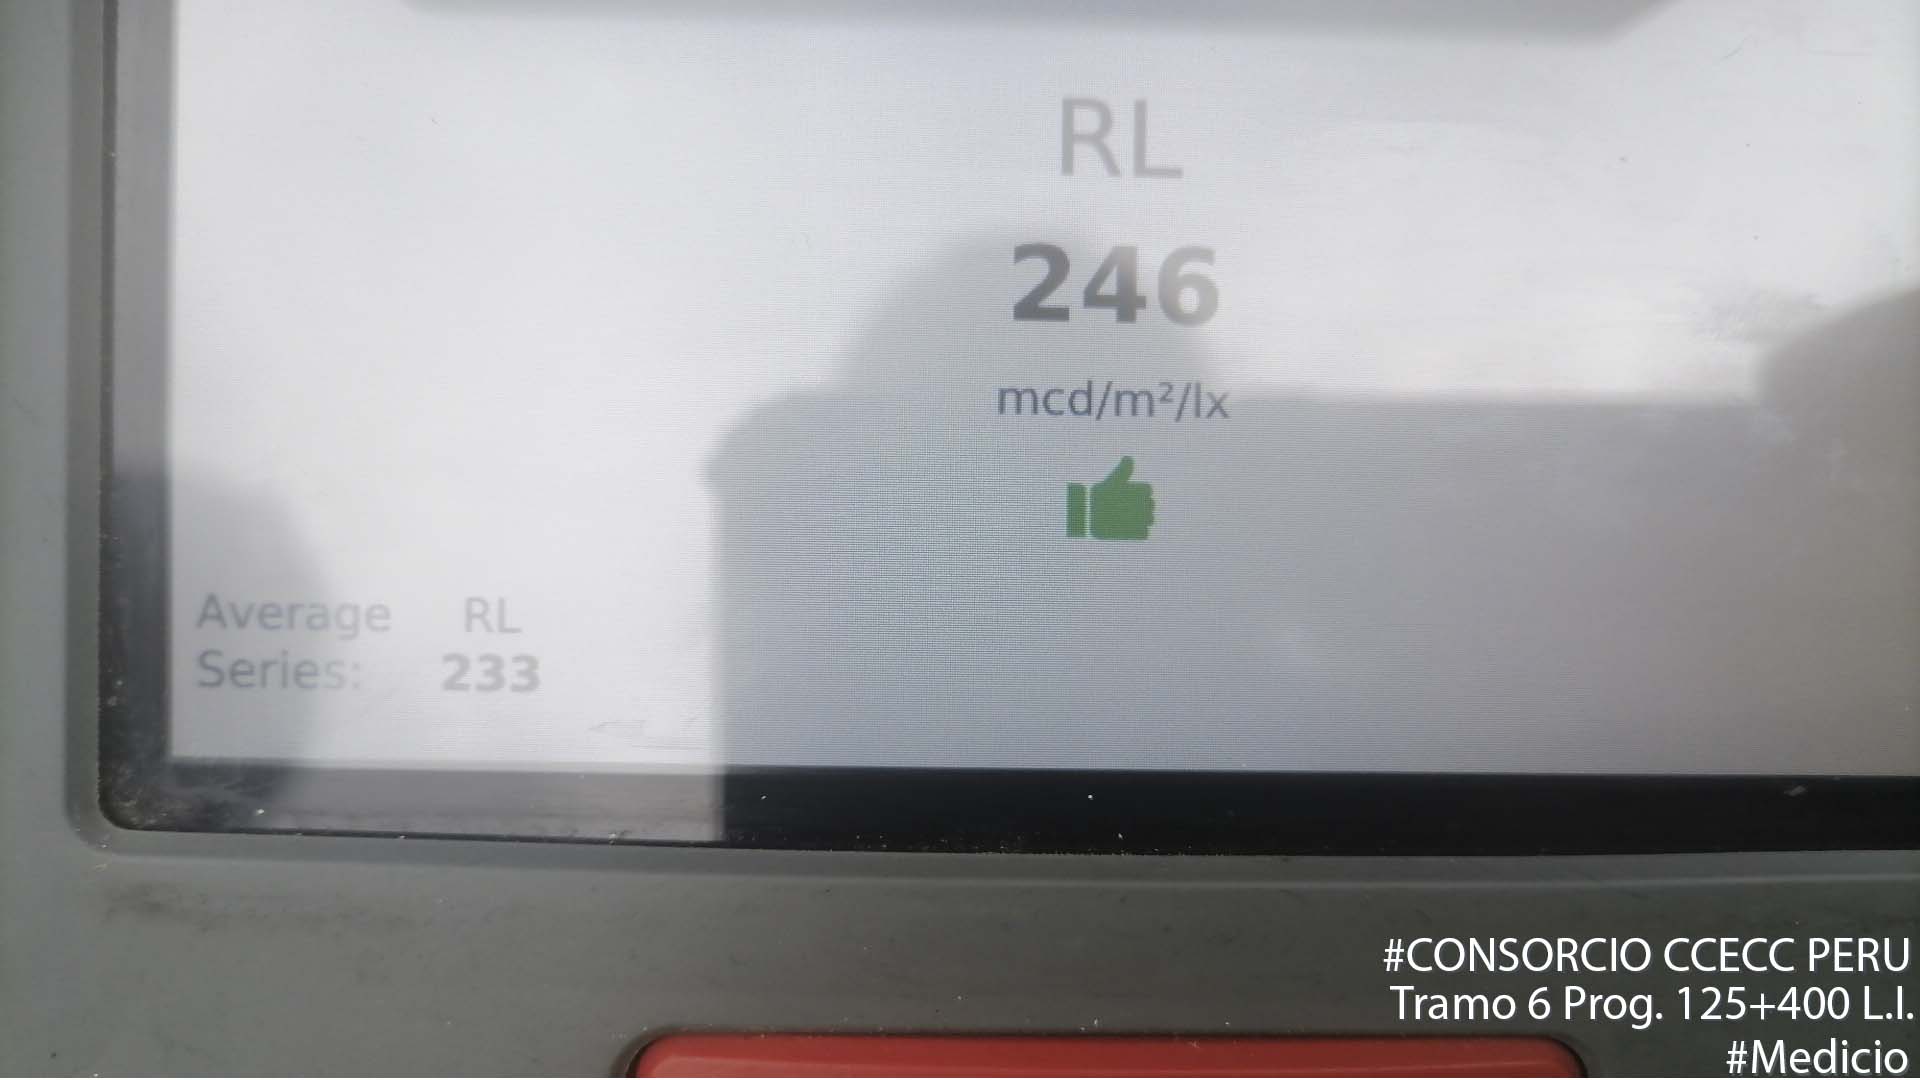 RL
246
mcd/m²/lx
Average RL
Series: 233
#CONSORCIO CCECC PERU
Tramo 6 Prog. 125+400 L.I.
#Medicio